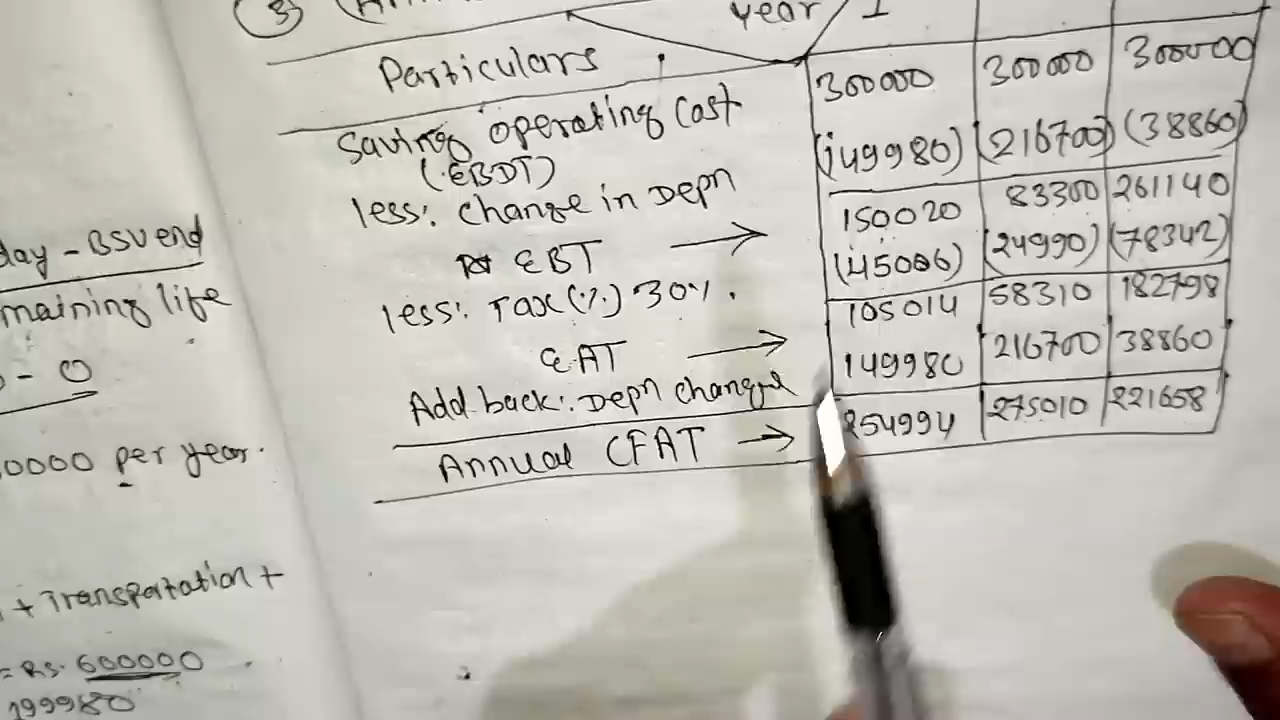 (3)
year 1
Particulars
Saving operating Cost 300000 300000 300000
(EBDT)
less: change in Depn (149980) (216700) (38860)
EBT → 150020 83300 261140
less: Tax (%) 30%. (45006) (24990) (78342)
EAT → 105014 58310 182798
Add back: Depn change 149980 216700 38860
Annual CFAT → 254994 275010 221658
day - BSV end
maining life
- 0
0000 per year.
+ Transpotation +
= Rs. 600000
199980